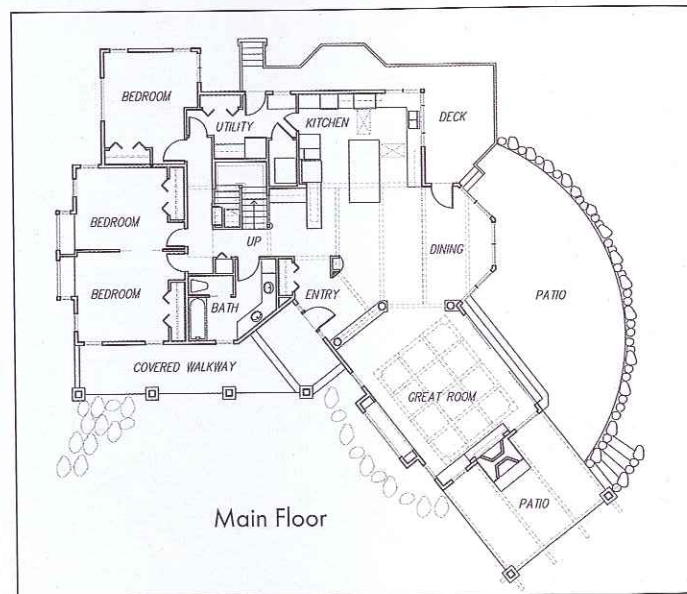 BEDROOM
UTILITY
KITCHEN
DECK
BEDROOM
UP
DINING
BEDROOM
BATH
ENTRY
PATIO
COVERED WALKWAY
GREAT ROOM
PATIO
Main Floor